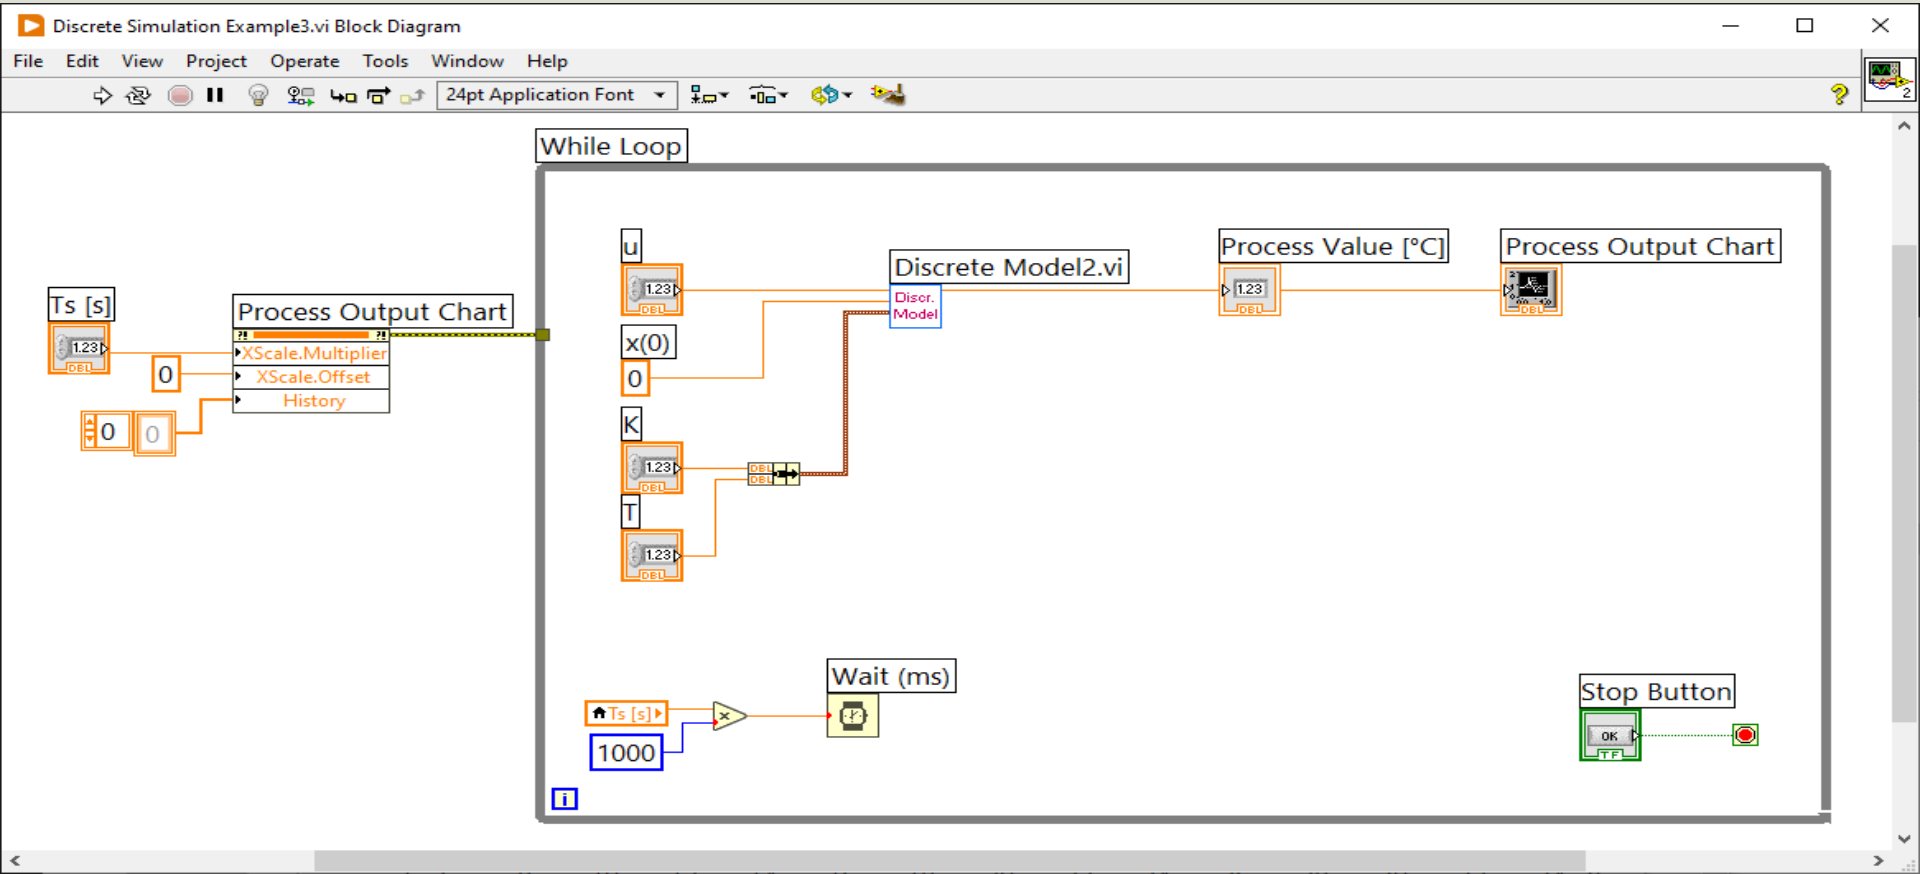 Discrete Simulation Example3.vi Block Diagram
File Edit View Project Operate Tools Window Help
24pt Application Font
?
2
While Loop
u
1.23
DBL
Discrete Model2.vi
Discr.
Model
Process Value [°C]
1.23
DBL
Process Output Chart
DBL
Ts [s]
1.23
DBL
Process Output Chart
?! ?!
XScale.Multiplier
XScale.Offset
History
0
0 0
x(0)
0
K
1.23
DBL
DBL
DBL
T
1.23
DBL
Wait (ms)
Ts [s]
x
1000
i
Stop Button
OK
TF